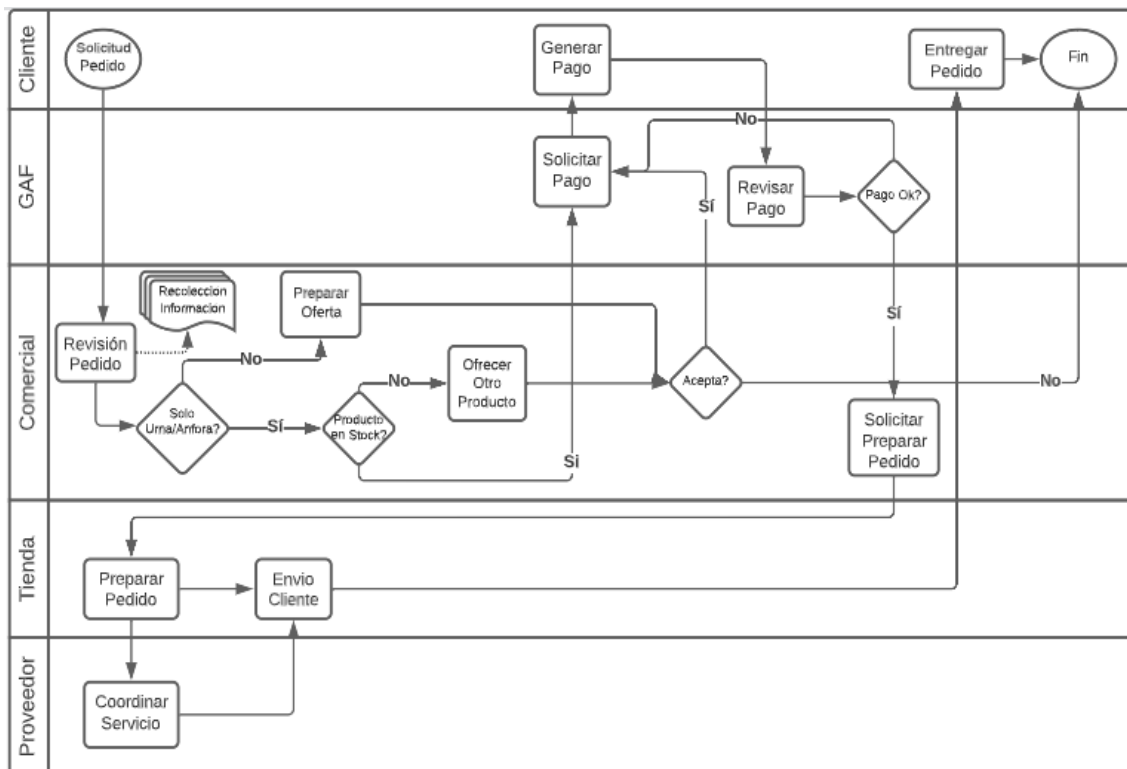 Cliente
Solicitud
Pedido
Generar
Pago
Entregar
Pedido
Fin
GAF
Solicitar
Pago
No
Revisar
Pago
Pago Ok?
Sí
Comercial
Recoleccion
Informacion
Preparar
Oferta
Revisión
Pedido
No
Solo
Urna/Anfora?
Sí
Producto
en Stock?
No
Ofrecer
Otro
Producto
Si
Acepta?
No
Sí
Solicitar
Preparar
Pedido
Tienda
Preparar
Pedido
Envio
Cliente
Proveedor
Coordinar
Servicio